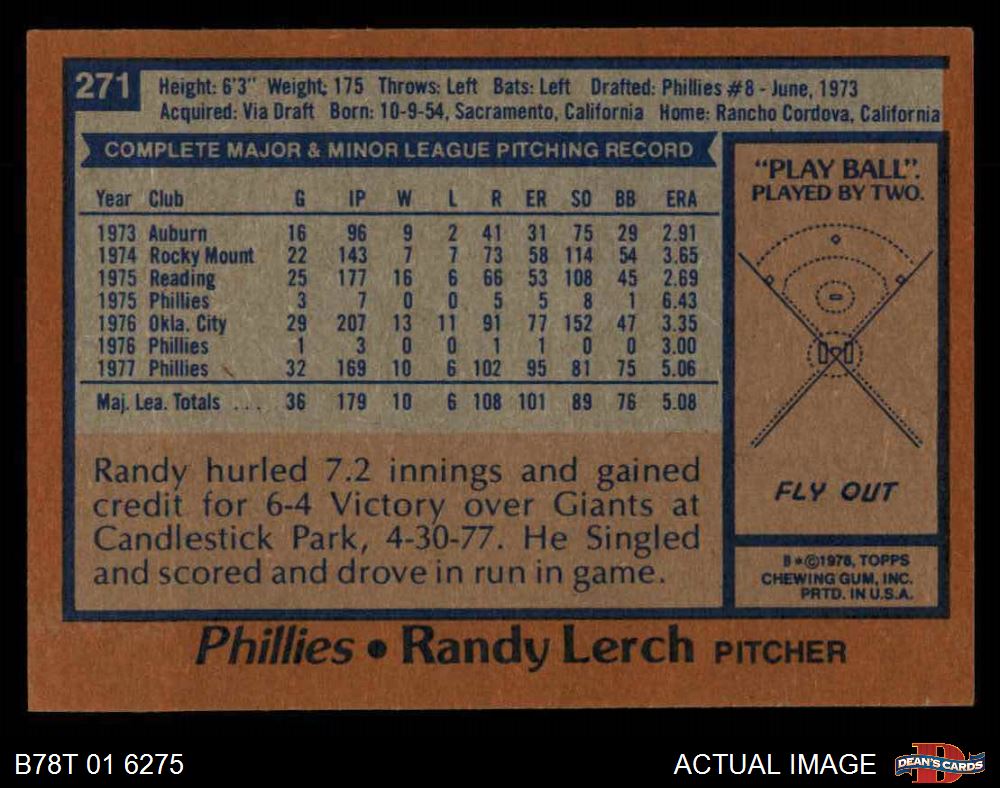 271
Height: 6'3" Weight: 175 Throws: Left Bats: Left Drafted: Phillies #8 - June, 1973
Acquired: Via Draft Born: 10-9-54, Sacramento, California Home: Rancho Cordova, California
COMPLETE MAJOR & MINOR LEAGUE PITCHING RECORD
Year Club G IP W L R ER SO BB ERA
1973 Auburn 16 96 9 2 41 31 75 29 2.91
1974 Rocky Mount 22 143 7 7 73 58 114 54 3.65
1975 Reading 25 177 16 6 66 53 108 45 2.69
1975 Phillies 3 7 0 0 5 5 8 1 6.43
1976 Okla. City 29 207 13 11 91 77 152 47 3.35
1976 Phillies 1 3 0 0 1 1 0 0 3.00
1977 Phillies 32 169 10 6 102 95 81 75 5.06
Maj. Lea. Totals ... 36 179 10 6 108 101 89 76 5.08
Randy hurled 7.2 innings and gained
credit for 6-4 Victory over Giants at
Candlestick Park, 4-30-77. He Singled
and scored and drove in run in game.
"PLAY BALL".
PLAYED BY TWO.
FLY OUT
B*©1978, TOPPS
CHEWING GUM, INC.
PRTD. IN U.S.A.
Phillies • Randy Lerch PITCHER
B78T 01 6275
ACTUAL IMAGE
DEAN'S CARDS